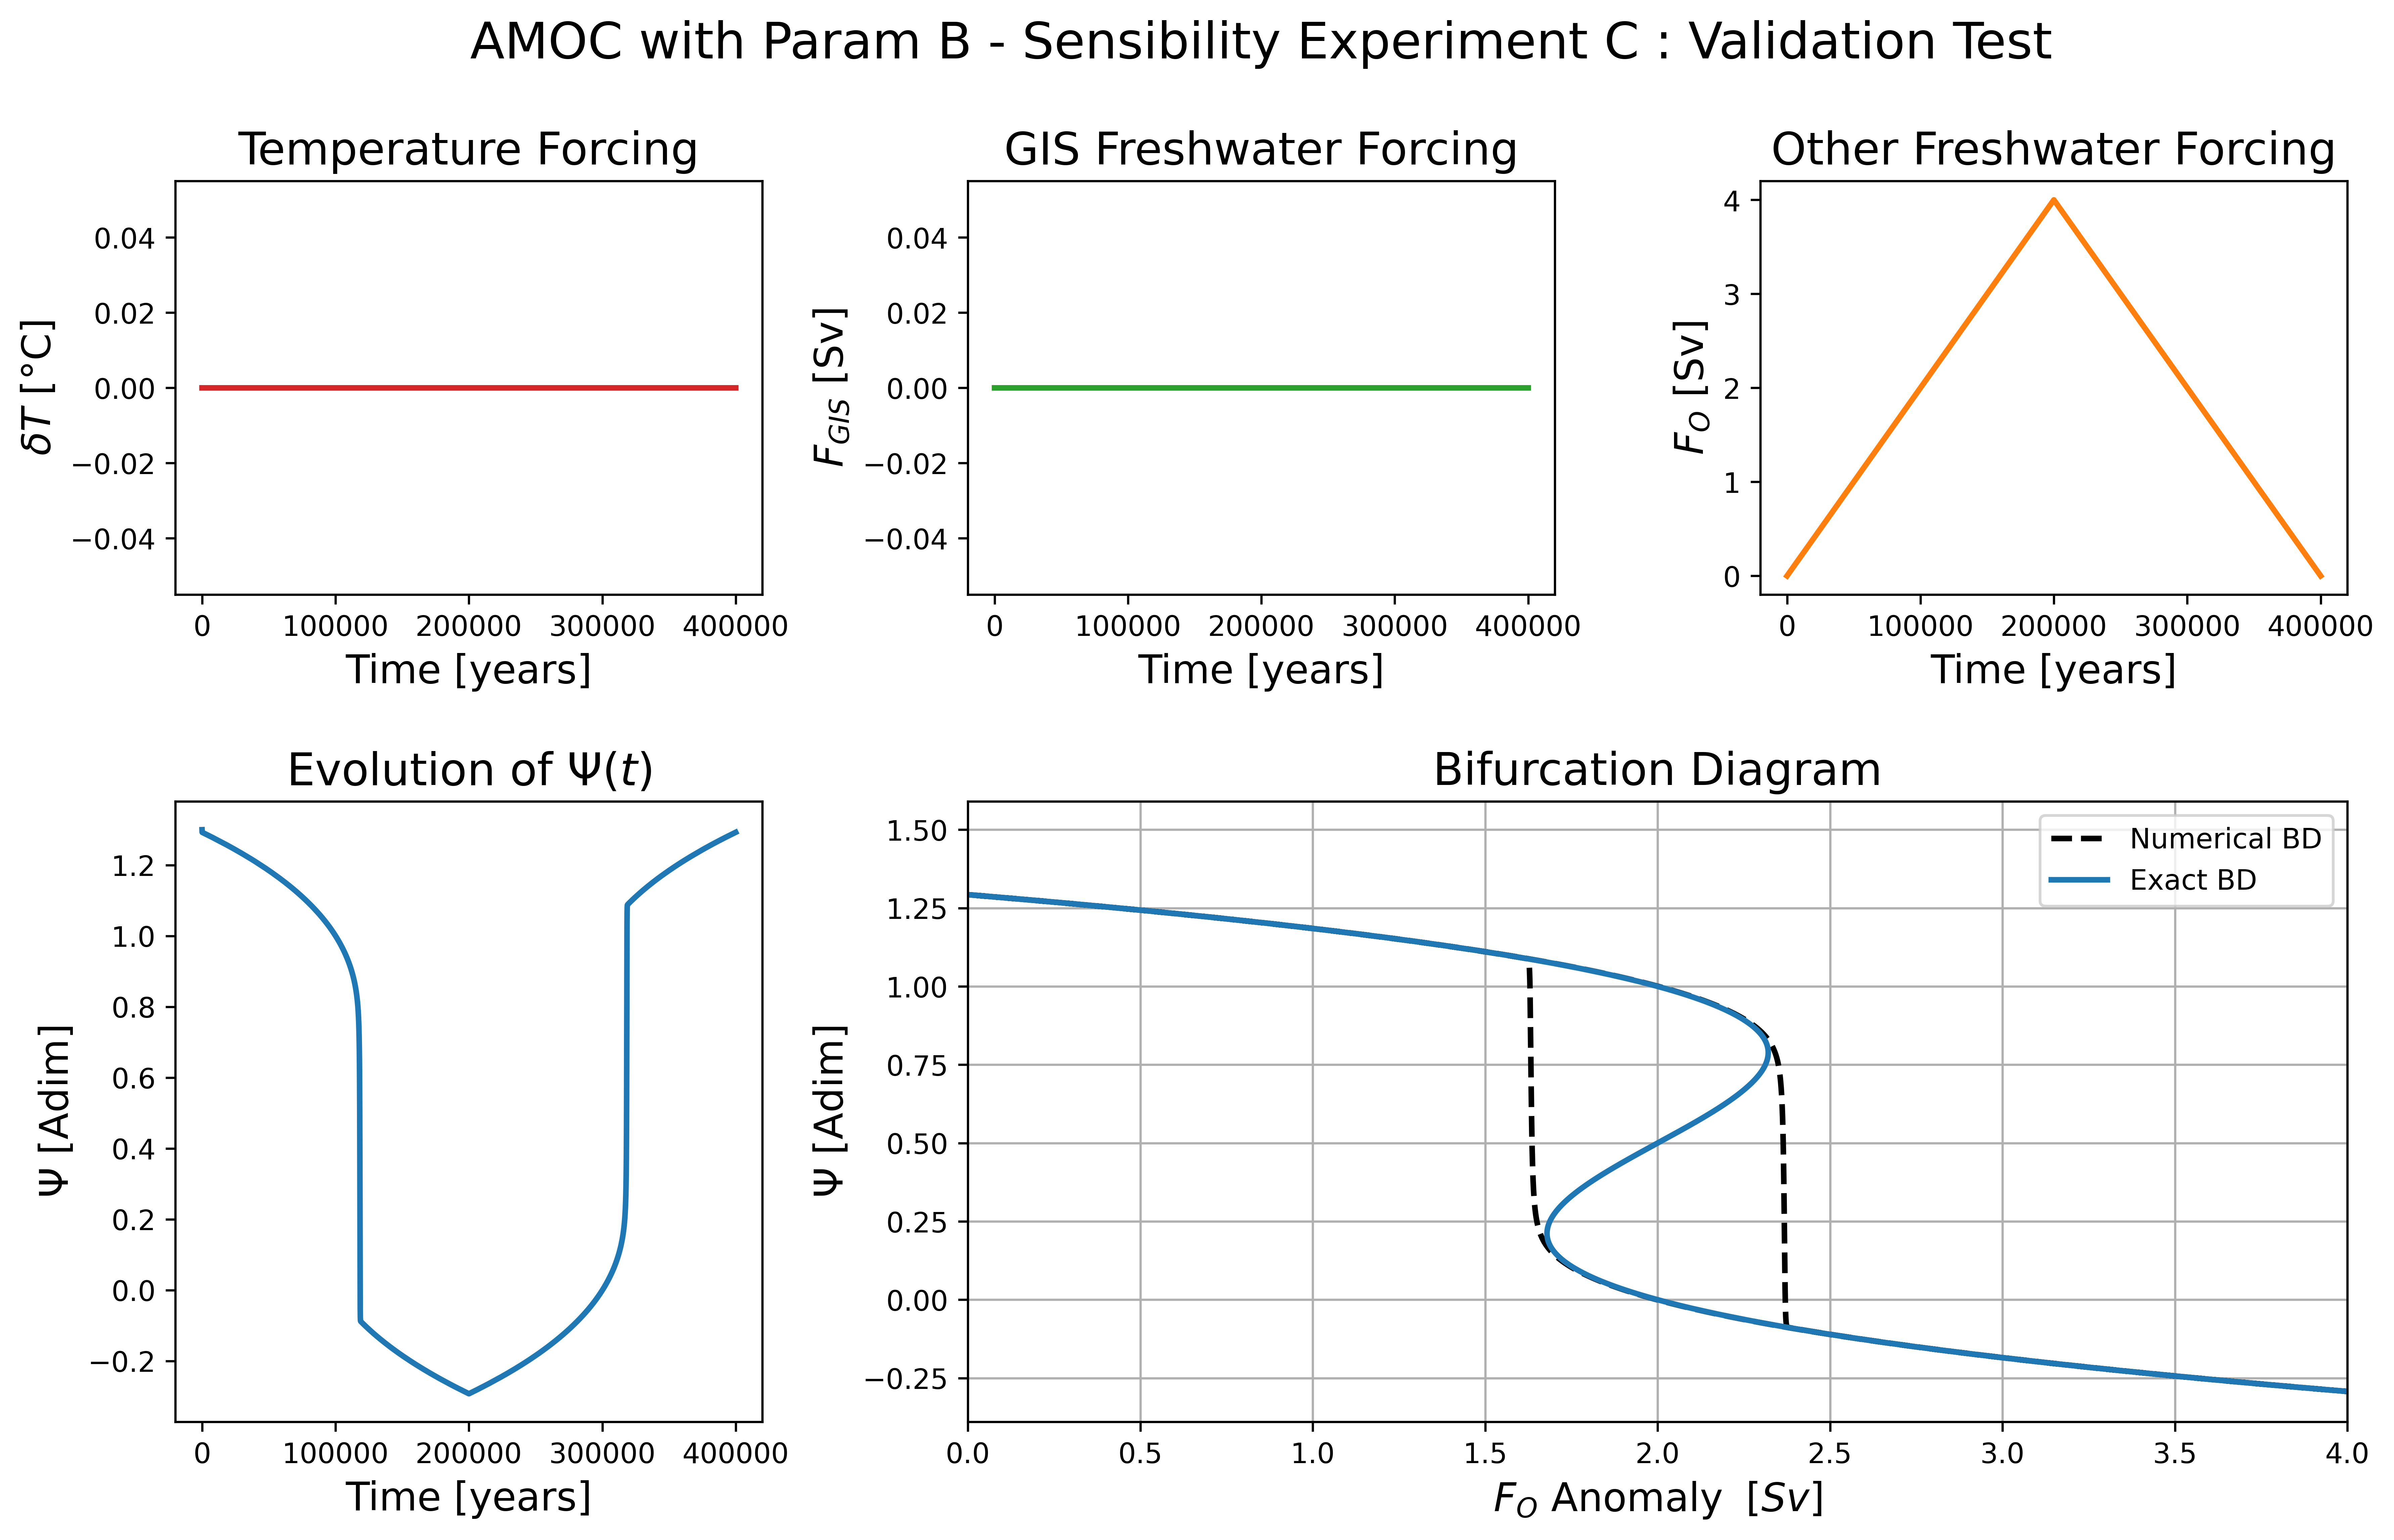 AMOC with Param B - Sensibility Experiment C : Validation Test
Temperature Forcing
δT [°C]
0.04
0.02
0.00
−0.02
−0.04
0 100000 200000 300000 400000
Time [years]
GIS Freshwater Forcing
F_GIS [Sv]
0.04
0.02
0.00
−0.02
−0.04
0 100000 200000 300000 400000
Time [years]
Other Freshwater Forcing
F_O [Sv]
4
3
2
1
0
0 100000 200000 300000 400000
Time [years]
Evolution of Ψ(t)
Ψ [Adim]
1.2
1.0
0.8
0.6
0.4
0.2
0.0
−0.2
0 100000 200000 300000 400000
Time [years]
Bifurcation Diagram
Ψ [Adim]
1.50
1.25
1.00
0.75
0.50
0.25
0.00
−0.25
Numerical BD
Exact BD
0.0 0.5 1.0 1.5 2.0 2.5 3.0 3.5 4.0
F_O Anomaly [Sv]